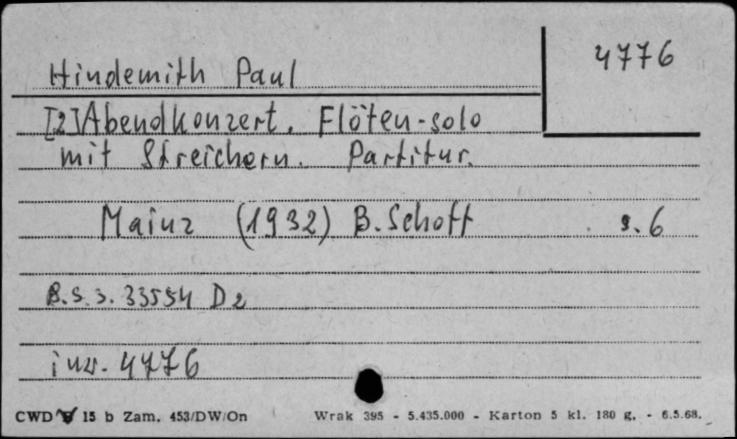 4776
Hindemith Paul
[2] Abendkonzert. Flöten-solo
mit Streichern. Partitur.
Mainz (1932) B. Schott s. 6
B.S.S. 33554 D2
inw. 4776
CWD 15 b Zam. 453/DW/On Wrak 395 - 5.435.000 - Karton 5 kl. 180 g. - 6.5.68.